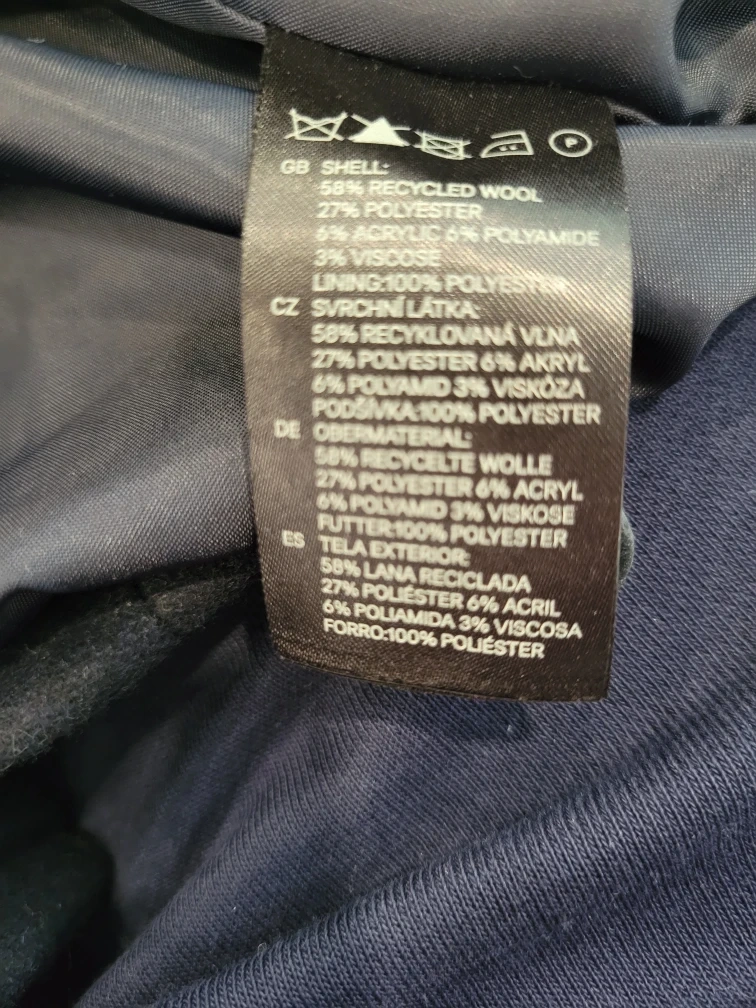 P
GB SHELL:
58% RECYCLED WOOL
27% POLYESTER
6% ACRYLIC 6% POLYAMIDE
3% VISCOSE
LINING:100% POLYESTER
CZ SVRCHNÍ LÁTKA:
58% RECYKLOVANÁ VLNA
27% POLYESTER 6% AKRYL
6% POLYAMID 3% VISKÓZA
PODŠÍVKA:100% POLYESTER
DE OBERMATERIAL:
58% RECYCELTE WOLLE
27% POLYESTER 6% ACRYL
6% POLYAMID 3% VISKOSE
FUTTER:100% POLYESTER
ES TELA EXTERIOR:
58% LANA RECICLADA
27% POLIÉSTER 6% ACRIL
6% POLIAMIDA 3% VISCOSA
FORRO:100% POLIÉSTER